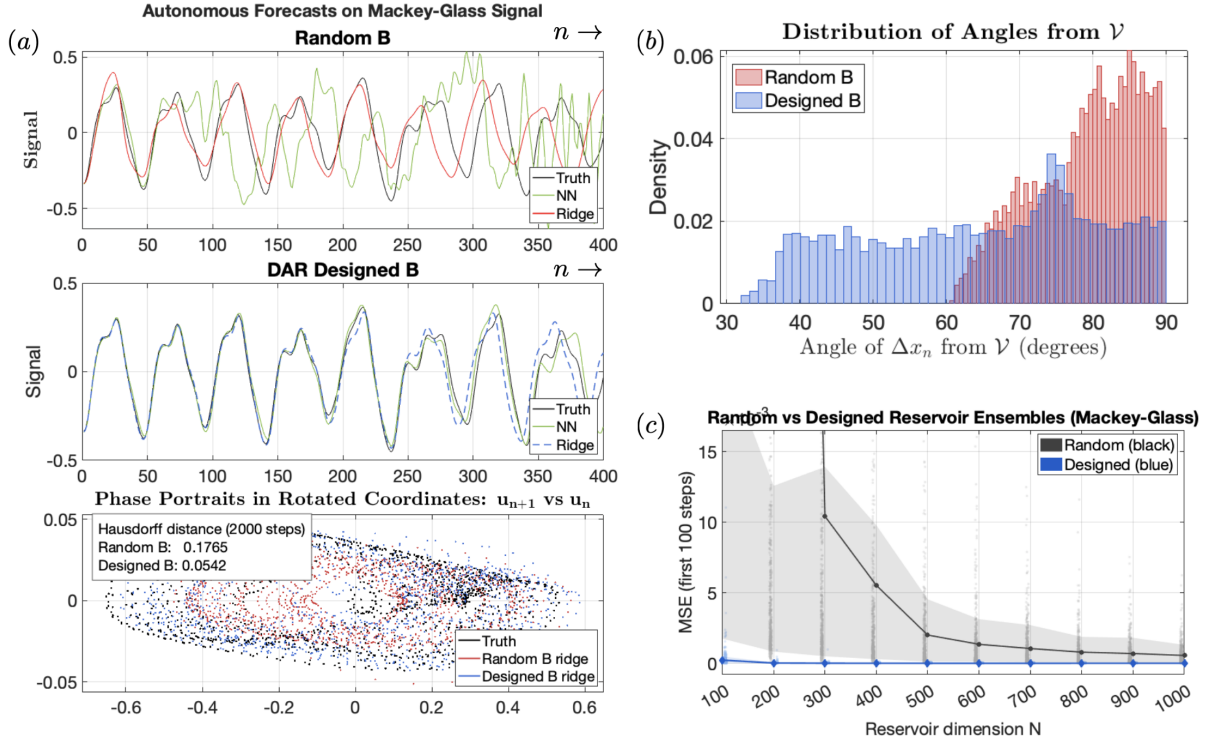 Autonomous Forecasts on Mackey-Glass Signal
(a)
Random B
n →
0.5
0
-0.5
Signal
Truth
NN
Ridge
0 50 100 150 200 250 300 350 400
DAR Designed B
n →
0.5
0
-0.5
Signal
Truth
NN
Ridge
0 50 100 150 200 250 300 350 400
Phase Portraits in Rotated Coordinates: u_{n+1} vs u_n
0.05
0
-0.05
Hausdorff distance (2000 steps)
Random B: 0.1765
Designed B: 0.0542
Truth
Random B ridge
Designed B ridge
-0.6 -0.4 -0.2 0 0.2 0.4 0.6
(b)
Distribution of Angles from 𝒱
0.06
0.04
0.02
0
Density
Random B
Designed B
30 40 50 60 70 80 90
Angle of Δx_n from 𝒱 (degrees)
(c)
Random vs Designed Reservoir Ensembles (Mackey-Glass)
-3
15
10
5
0
MSE (first 100 steps)
Random (black)
Designed (blue)
100 200 300 400 500 600 700 800 900 1000
Reservoir dimension N